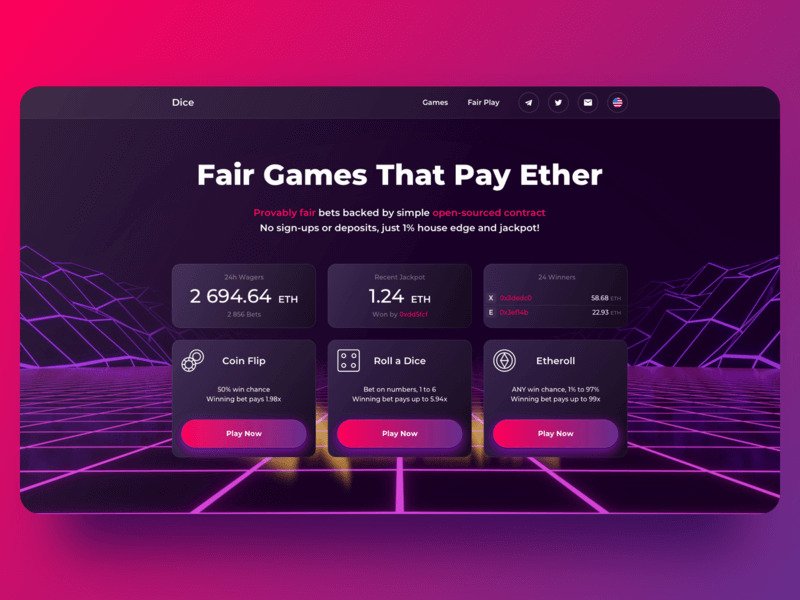 Dice
Games
Fair Play
Fair Games That Pay Ether
Provably fair bets backed by simple open-sourced contract
No sign-ups or deposits, just 1% house edge and jackpot!
24h Wagers
2 694.64 ETH
2 856 Bets
Recent Jackpot
1.24 ETH
Won by 0xdd5fcf
24 Winners
X 58.68 ETH
E 22.93 ETH
Coin Flip
50% win chance
Winning bet pays 1.98x
Play Now
Roll a Dice
Bet on numbers, 1 to 6
Winning bet pays up to 5.94x
Play Now
Etheroll
ANY win chance, 1% to 97%
Winning bet pays up to 99x
Play Now